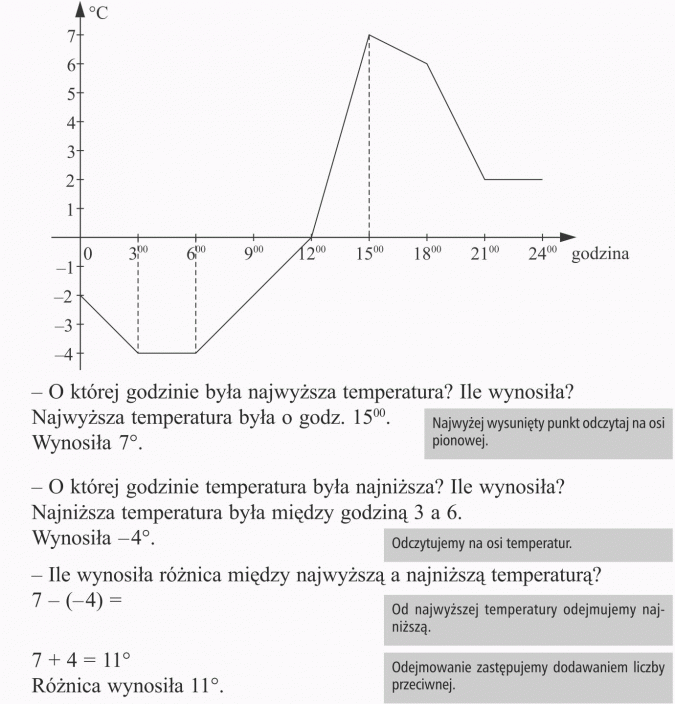 °C
7
6
5
4
3
2
1
0 3⁰⁰ 6⁰⁰ 9⁰⁰ 12⁰⁰ 15⁰⁰ 18⁰⁰ 21⁰⁰ 24⁰⁰ godzina
–1
–2
–3
–4
– O której godzinie była najwyższa temperatura? Ile wynosiła?
Najwyższa temperatura była o godz. 15⁰⁰.
Wynosiła 7°.
Najwyżej wysunięty punkt odczytaj na osi
pionowej.
– O której godzinie temperatura była najniższa? Ile wynosiła?
Najniższa temperatura była między godziną 3 a 6.
Wynosiła –4°.
Odczytujemy na osi temperatur.
– Ile wynosiła różnica między najwyższą a najniższą temperaturą?
7 – (–4) =
Od najwyższej temperatury odejmujemy naj-
niższą.
7 + 4 = 11°
Różnica wynosiła 11°.
Odejmowanie zastępujemy dodawaniem liczby
przeciwnej.